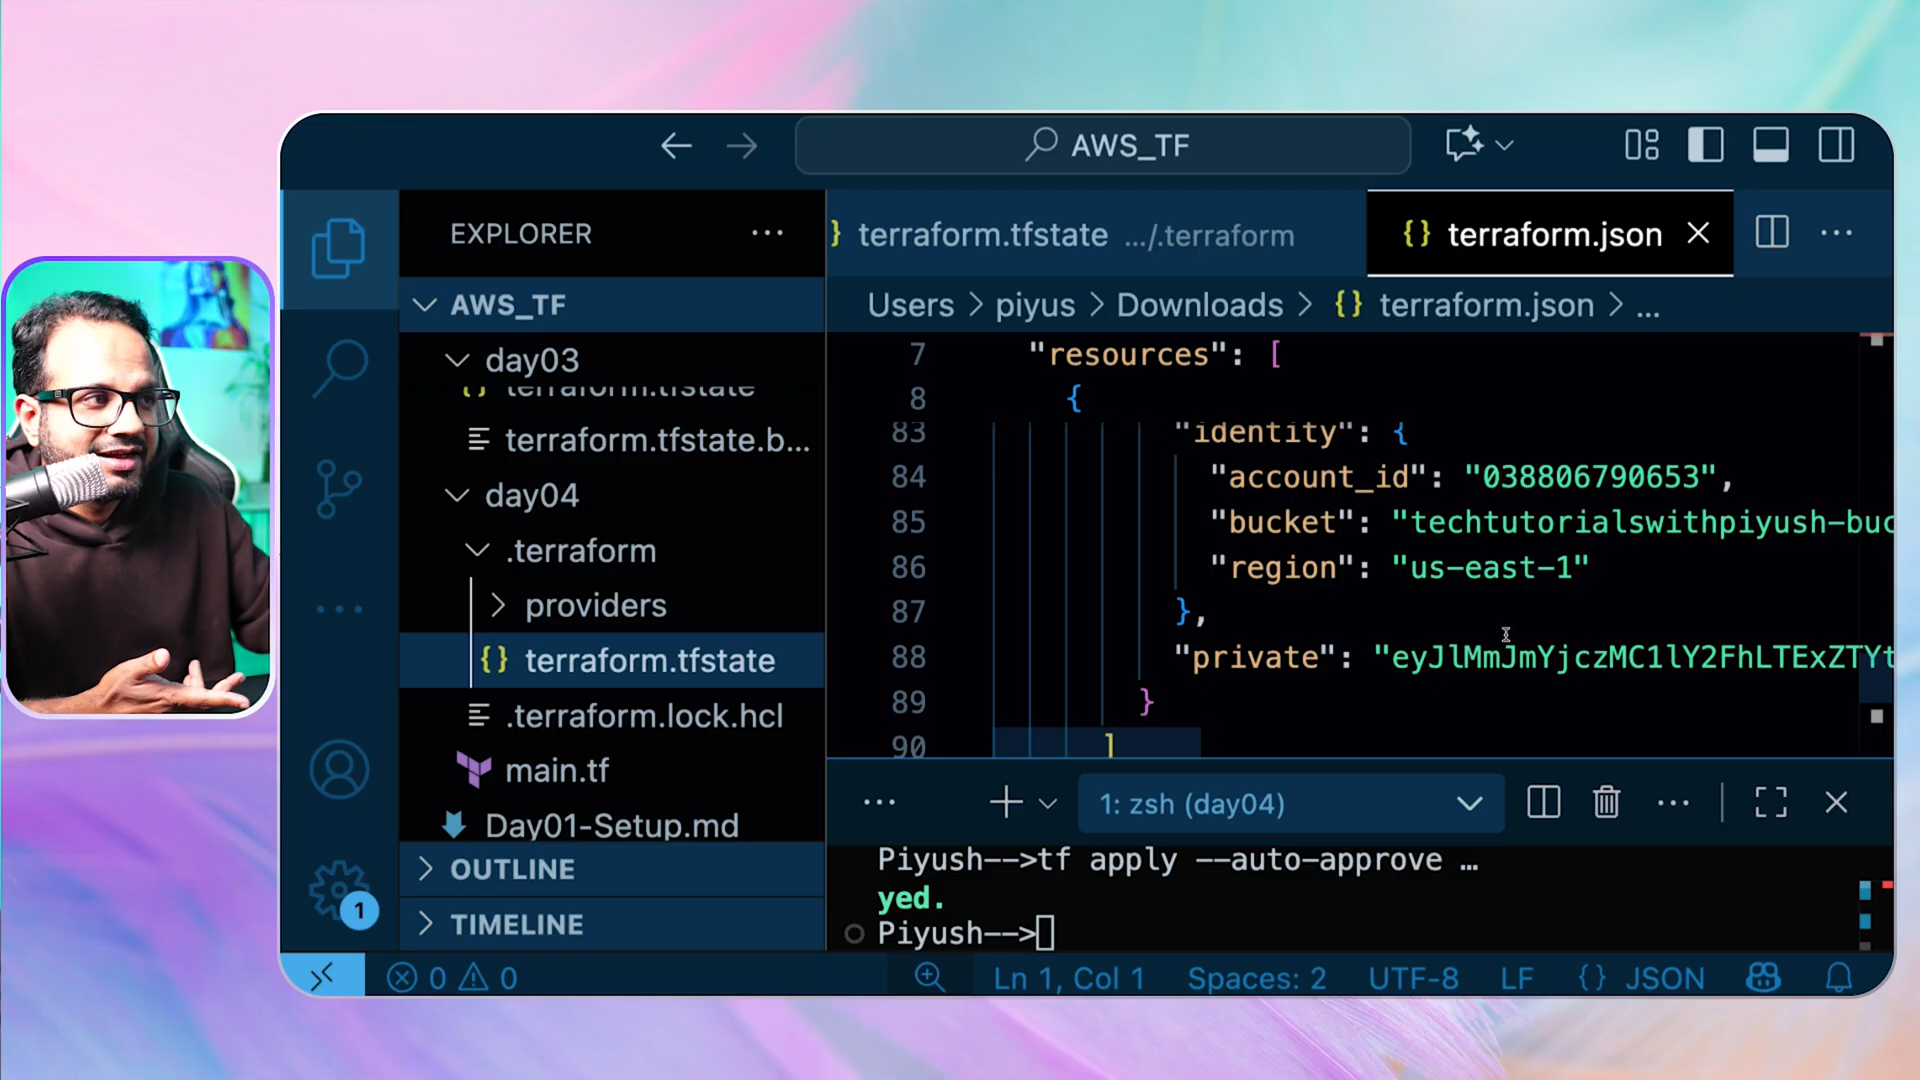 AWS_TF
EXPLORER
AWS_TF
day03
terraform.tfstate
terraform.tfstate.b...
day04
.terraform
providers
terraform.tfstate
.terraform.lock.hcl
main.tf
Day01-Setup.md
OUTLINE
TIMELINE
1
terraform.tfstate .../.terraform
{} terraform.json
Users > piyus > Downloads > {} terraform.json > ...
7 "resources": [
8 {
83 "identity": {
84 "account_id": "038806790653",
85 "bucket": "techtutorialswithpiyush-buc
86 "region": "us-east-1"
87 },
88 "private": "eyJlMmJmYjczMC1lY2FhLTExZTYt
89 }
90 ]
1: zsh (day04)
Piyush-->tf apply --auto-approve …
yed.
Piyush-->
0 0
Ln 1, Col 1 Spaces: 2 UTF-8 LF {} JSON